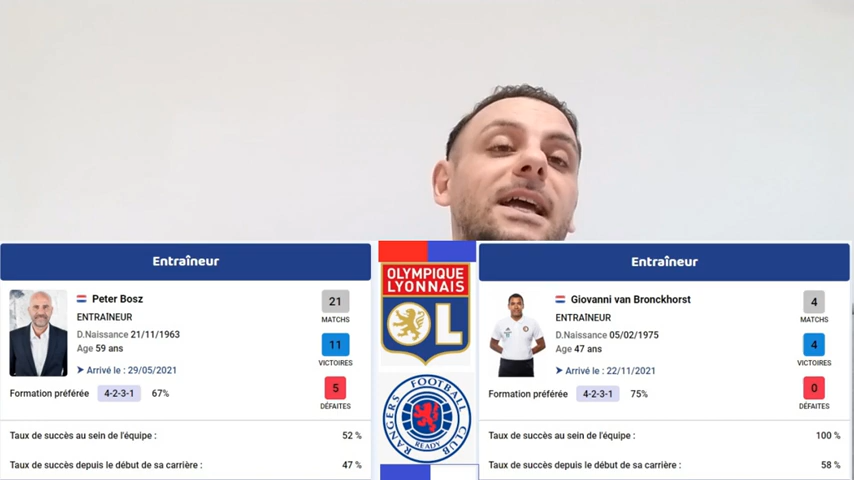 Entraîneur
Peter Bosz
ENTRAÎNEUR
D.Naissance 21/11/1963
Age 59 ans
Arrivé le : 29/05/2021
21
MATCHS
11
VICTOIRES
5
DÉFAITES
Formation préférée 4-2-3-1 67%
Taux de succès au sein de l'équipe : 52 %
Taux de succès depuis le début de sa carrière : 47 %
OLYMPIQUE
LYONNAIS
OL
RANGERS FOOTBALL CLUB
READY
Entraîneur
Giovanni van Bronckhorst
ENTRAÎNEUR
D.Naissance 05/02/1975
Age 47 ans
Arrivé le : 22/11/2021
4
MATCHS
4
VICTOIRES
0
DÉFAITES
Formation préférée 4-2-3-1 75%
Taux de succès au sein de l'équipe : 100 %
Taux de succès depuis le début de sa carrière : 58 %